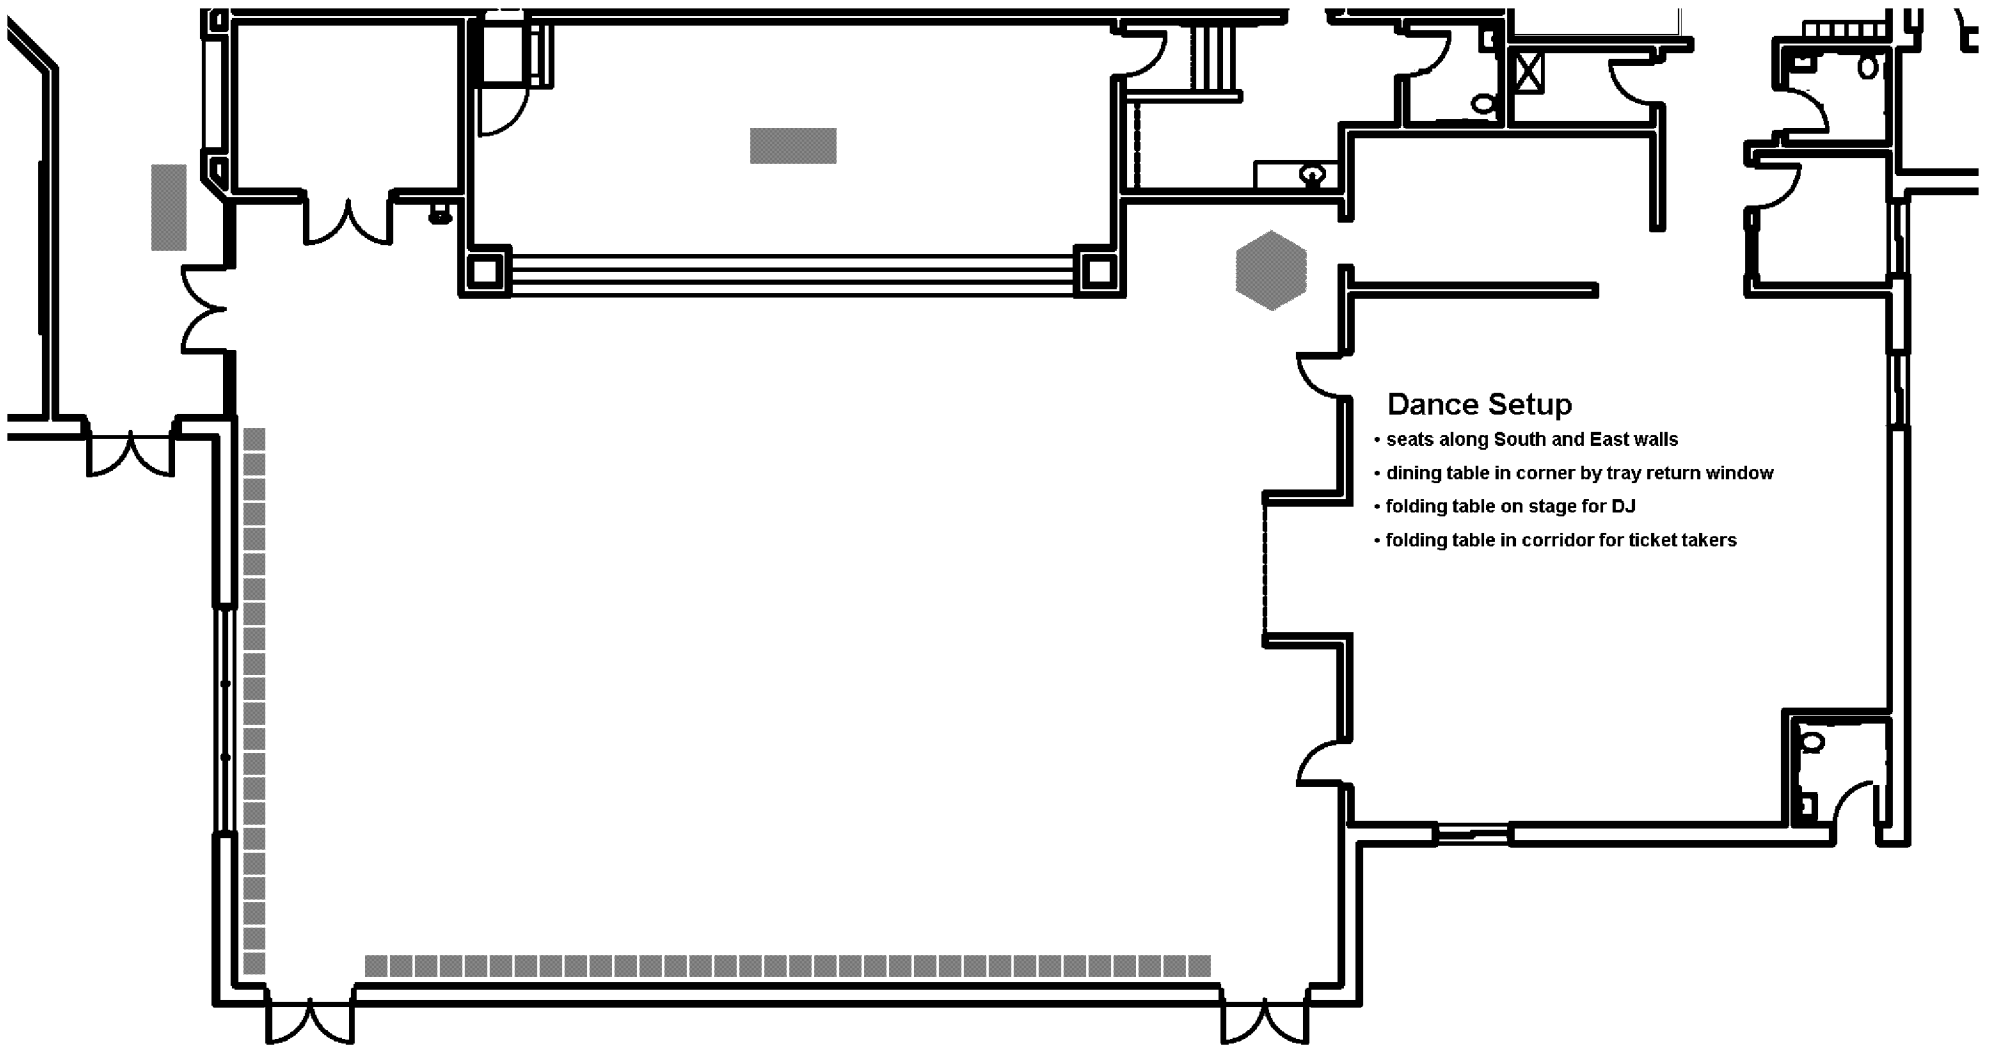 Dance Setup
• seats along South and East walls
• dining table in corner by tray return window
• folding table on stage for DJ
• folding table in corridor for ticket takers